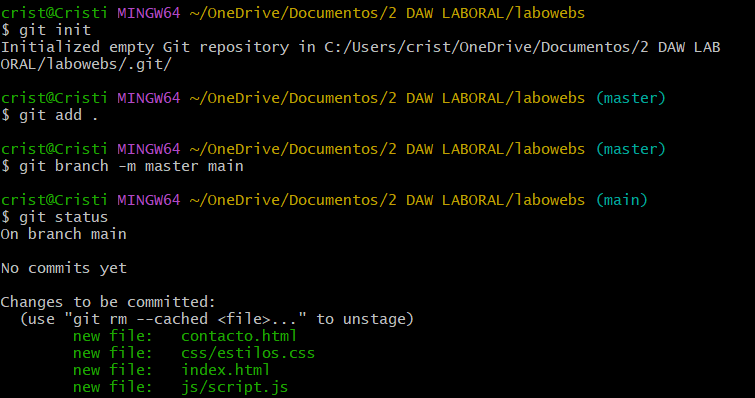 crist@Cristi MINGW64 ~/OneDrive/Documentos/2 DAW LABORAL/labowebs
$ git init
Initialized empty Git repository in C:/Users/crist/OneDrive/Documentos/2 DAW LAB
ORAL/labowebs/.git/
crist@Cristi MINGW64 ~/OneDrive/Documentos/2 DAW LABORAL/labowebs (master)
$ git add .
crist@Cristi MINGW64 ~/OneDrive/Documentos/2 DAW LABORAL/labowebs (master)
$ git branch -m master main
crist@Cristi MINGW64 ~/OneDrive/Documentos/2 DAW LABORAL/labowebs (main)
$ git status
On branch main
No commits yet
Changes to be committed:
  (use "git rm --cached <file>..." to unstage)
        new file:   contacto.html
        new file:   css/estilos.css
        new file:   index.html
        new file:   js/script.js